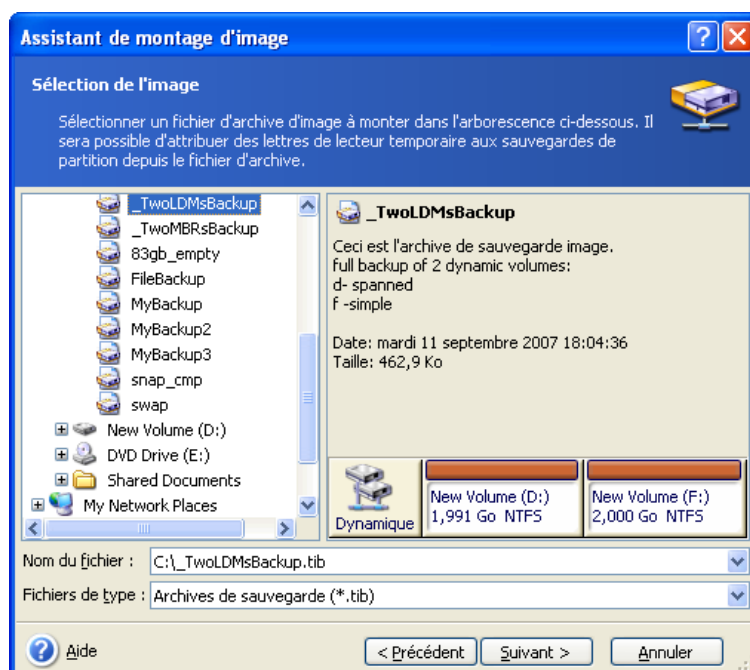 Assistant de montage d'image
Sélection de l'image
Sélectionner un fichier d'archive d'image à monter dans l'arborescence ci-dessous. Il
sera possible d'attribuer des lettres de lecteur temporaire aux sauvegardes de
partition depuis le fichier d'archive.
_TwoLDMsBackup
_TwoMBRsBackup
83gb_empty
FileBackup
MyBackup
MyBackup2
MyBackup3
snap_cmp
swap
New Volume (D:)
DVD Drive (E:)
Shared Documents
My Network Places
_TwoLDMsBackup
Ceci est l'archive de sauvegarde image.
full backup of 2 dynamic volumes:
d- spanned
f -simple
Date: mardi 11 septembre 2007 18:04:36
Taille: 462,9 Ko
Dynamique
New Volume (D:)
1,991 Go NTFS
New Volume (F:)
2,000 Go NTFS
Nom du fichier :
C:\_TwoLDMsBackup.tib
Fichiers de type :
Archives de sauvegarde (*.tib)
Aide
< Précédent
Suivant >
Annuler